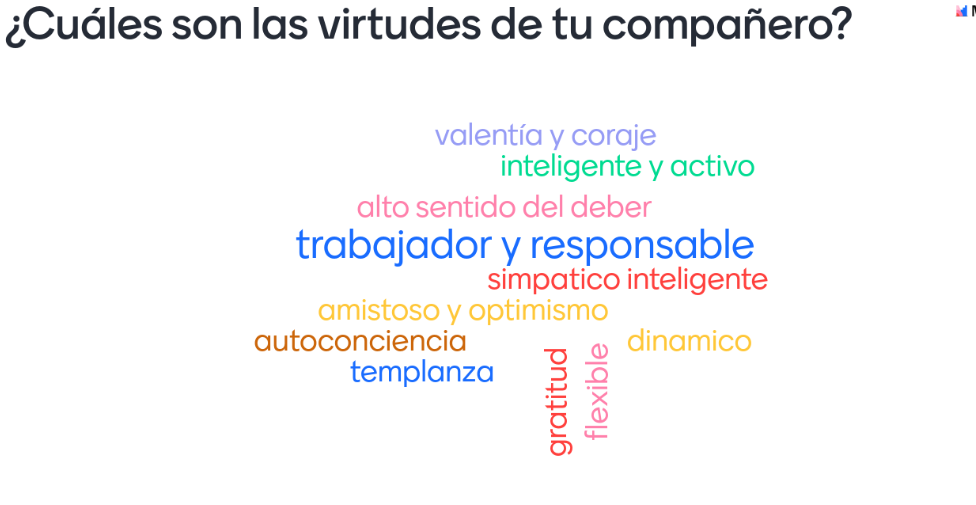 ¿Cuáles son las virtudes de tu compañero?
valentía y coraje
inteligente y activo
alto sentido del deber
trabajador y responsable
simpatico inteligente
amistoso y optimismo
autoconciencia
dinamico
templanza
gratitud
flexible